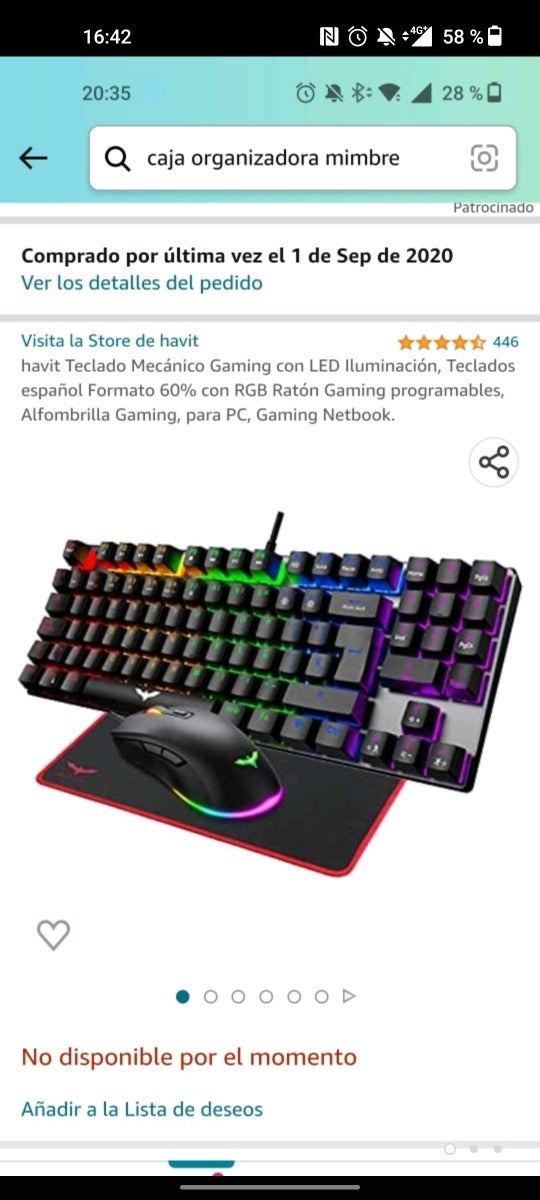 16:42
4G+
58 %
20:35
28 %
caja organizadora mimbre
Patrocinado
Comprado por última vez el 1 de Sep de 2020
Ver los detalles del pedido
Visita la Store de havit
446
havit Teclado Mecánico Gaming con LED Iluminación, Teclados
español Formato 60% con RGB Ratón Gaming programables,
Alfombrilla Gaming, para PC, Gaming Netbook.
No disponible por el momento
Añadir a la Lista de deseos